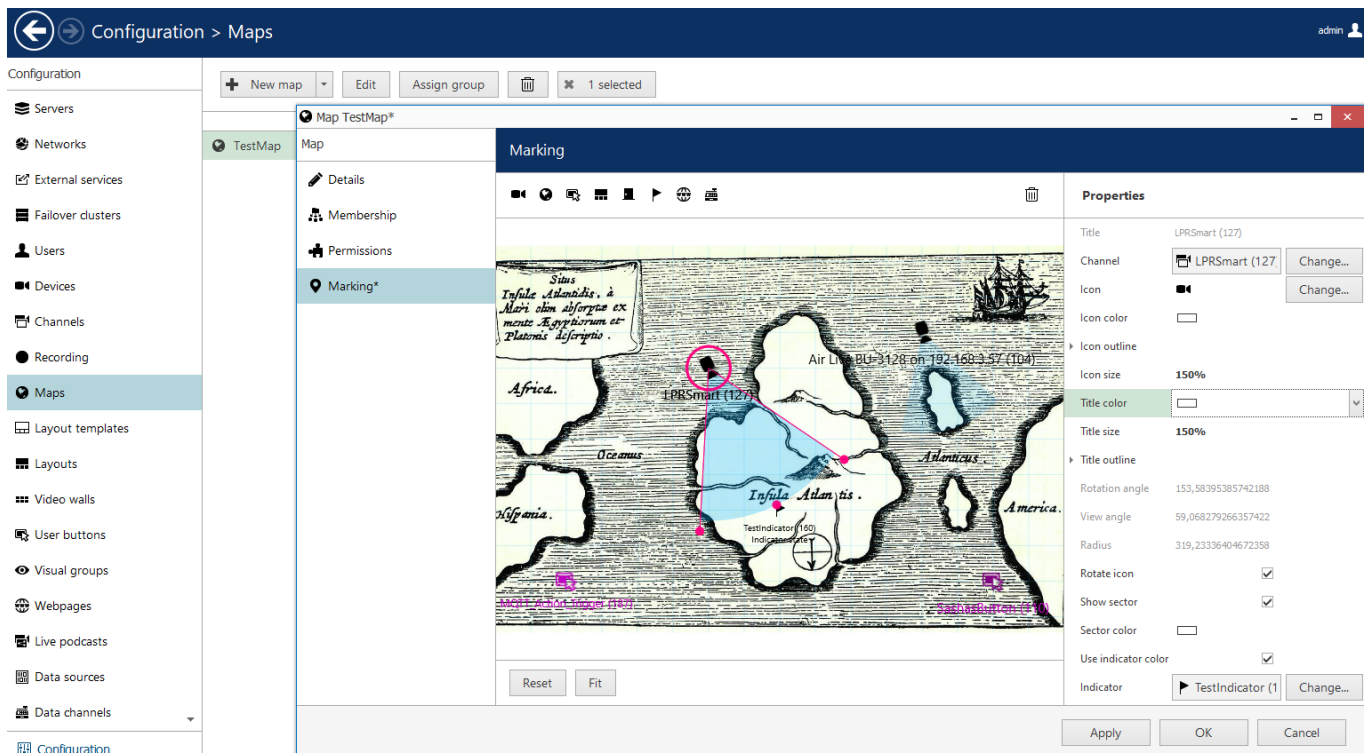 Configuration > Maps
admin
Configuration
Servers
Networks
External services
Failover clusters
Users
Devices
Channels
Recording
Maps
Layout templates
Layouts
Video walls
User buttons
Visual groups
Webpages
Live podcasts
Data sources
Data channels
Configuration
New map
Edit
Assign group
1 selected
TestMap
Map TestMap*
Map
Details
Membership
Permissions
Marking*
Marking
Situs
Insulæ Atlantidis, à
Mari olim absorptæ ex
mente Ægyptiorum et
Platonis descriptio.
Africa.
Air Live BU-3128 on 192.168.3.57 (104)
LPRSmart (127)
Oceanus
Atlanticus
Insula Atlantis.
Hispania.
America.
TestIndicator (160)
Indicator state
MQTT_Action_trigger (187)
SashasButton (110)
Reset
Fit
Properties
Title LPRSmart (127)
Channel LPRSmart (127 Change...
Icon Change...
Icon color
Icon outline
Icon size 150%
Title color
Title size 150%
Title outline
Rotation angle 153,58395385742188
View angle 59,068279266357422
Radius 319,23336404672358
Rotate icon
Show sector
Sector color
Use indicator color
Indicator TestIndicator (1 Change...
Apply
OK
Cancel